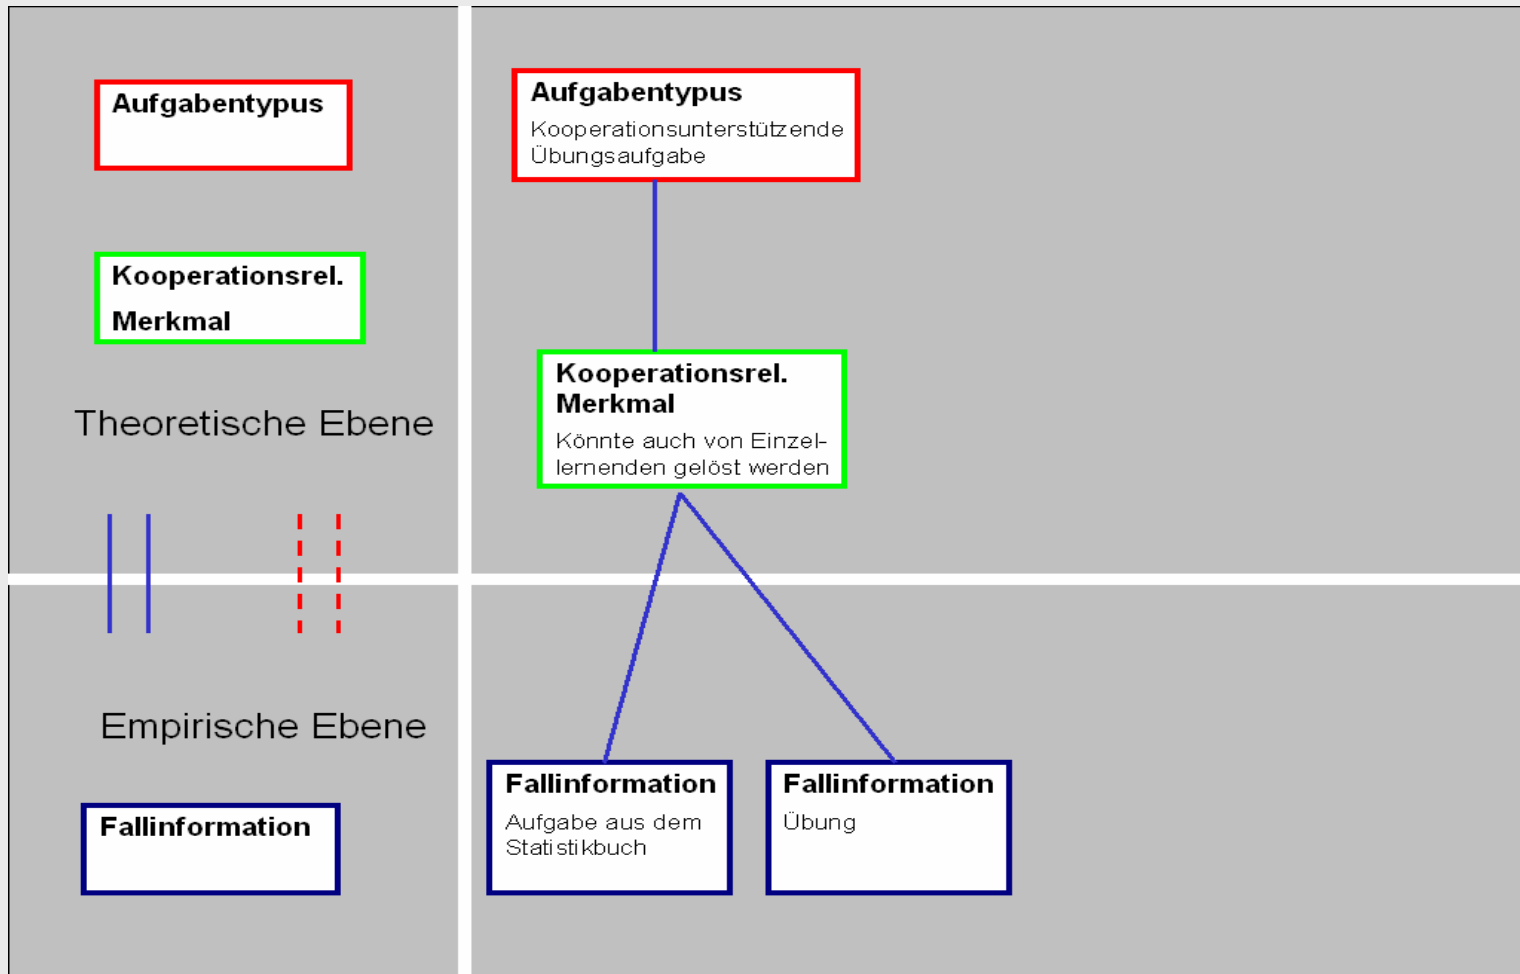 Aufgabentypus
Kooperationsrel.
Merkmal
Theoretische Ebene
Empirische Ebene
Fallinformation
Aufgabentypus
Kooperationsunterstützende
Übungsaufgabe
Kooperationsrel.
Merkmal
Könnte auch von Einzel-
lernenden gelöst werden
Fallinformation
Aufgabe aus dem
Statistikbuch
Fallinformation
Übung